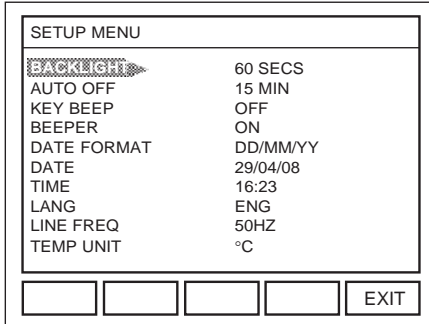 SETUP MENU
BACKLIGHT 60 SECS
AUTO OFF 15 MIN
KEY BEEP OFF
BEEPER ON
DATE FORMAT DD/MM/YY
DATE 29/04/08
TIME 16:23
LANG ENG
LINE FREQ 50HZ
TEMP UNIT °C
EXIT